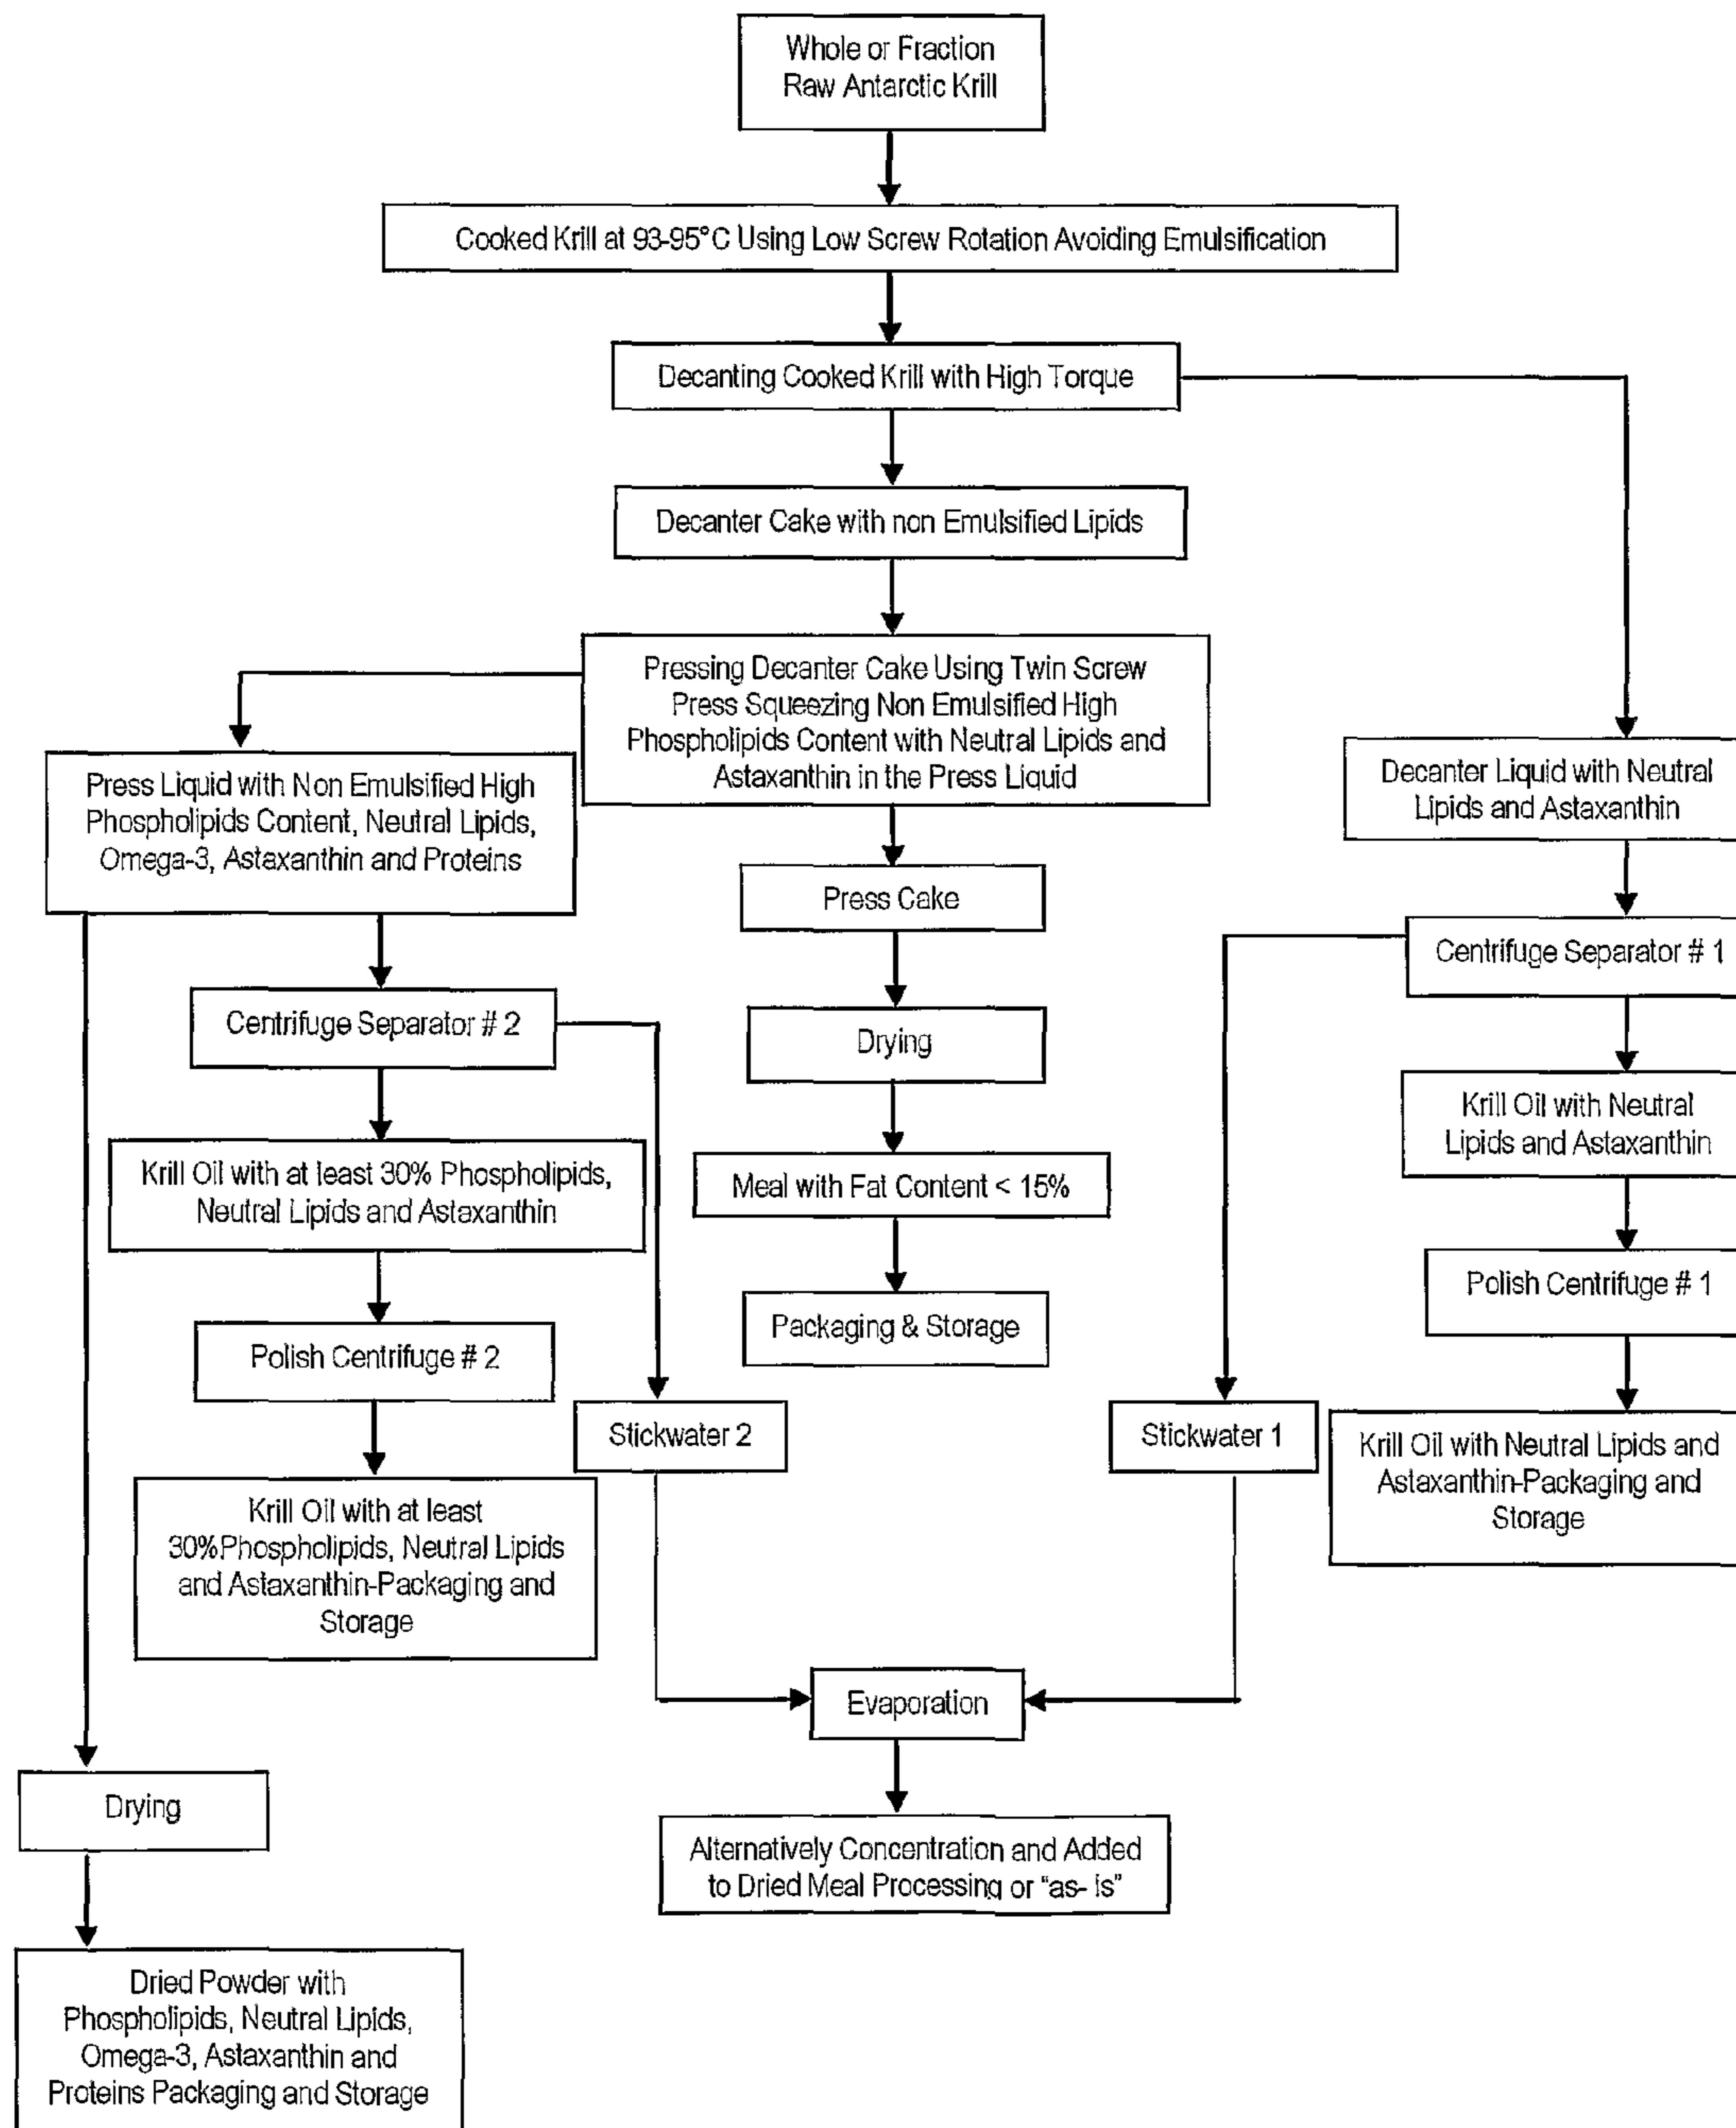 Whole or Fraction
Raw Antarctic Krill
Cooked Krill at 93-95°C Using Low Screw Rotation Avoiding Emulsification
Decanting Cooked Krill with High Torque
Decanter Cake with non Emulsified Lipids
Pressing Decanter Cake Using Twin Screw
Press Squeezing Non Emulsified High
Phospholipids Content with Neutral Lipids and
Astaxanthin in the Press Liquid
Press Liquid with Non Emulsified High
Phospholipids Content, Neutral Lipids,
Omega-3, Astaxanthin and Proteins
Decanter Liquid with Neutral
Lipids and Astaxanthin
Press Cake
Centrifuge Separator # 1
Centrifuge Separator # 2
Drying
Krill Oil with Neutral
Lipids and Astaxanthin
Krill Oil with at least 30% Phospholipids,
Neutral Lipids and Astaxanthin
Meal with Fat Content < 15%
Polish Centrifuge # 1
Polish Centrifuge # 2
Packaging & Storage
Stickwater 2
Stickwater 1
Krill Oil with Neutral Lipids and
Astaxanthin-Packaging and
Storage
Krill Oil with at least
30%Phospholipids, Neutral Lipids
and Astaxanthin-Packaging and
Storage
Evaporation
Drying
Alternatively Concentration and Added
to Dried Meal Processing or “as- is”
Dried Powder with
Phospholipids, Neutral Lipids,
Omega-3, Astaxanthin and
Proteins Packaging and Storage